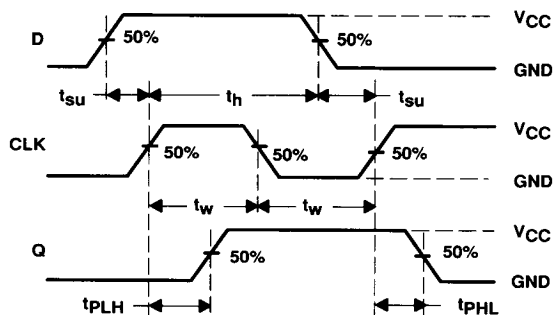 D 50% 50% VCC
GND
tsu th tsu
CLK 50% 50% 50% VCC
GND
tw tw
Q 50% 50% VCC
GND
tPLH tPHL